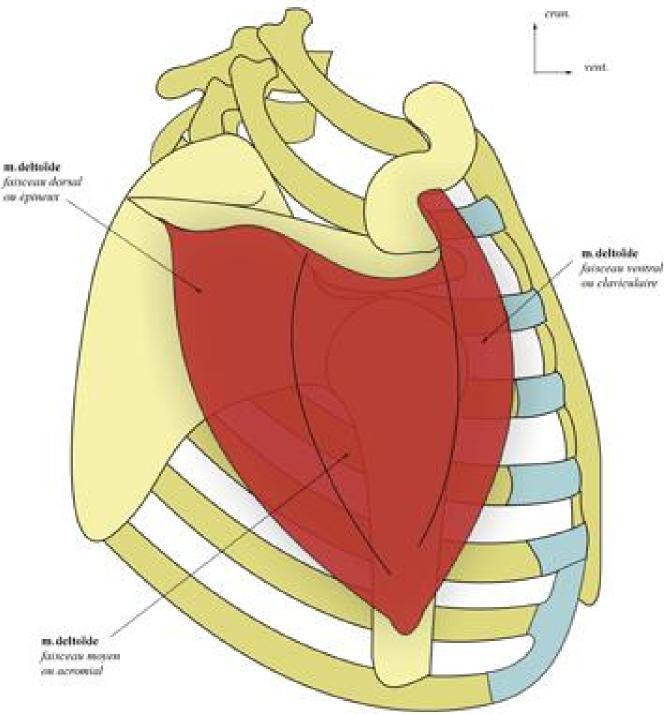 cran.
vent.
m.deltoïde
faisceau dorsal
ou épineux
m.deltoïde
faisceau ventral
ou claviculaire
m.deltoïde
faisceau moyen
ou acromial